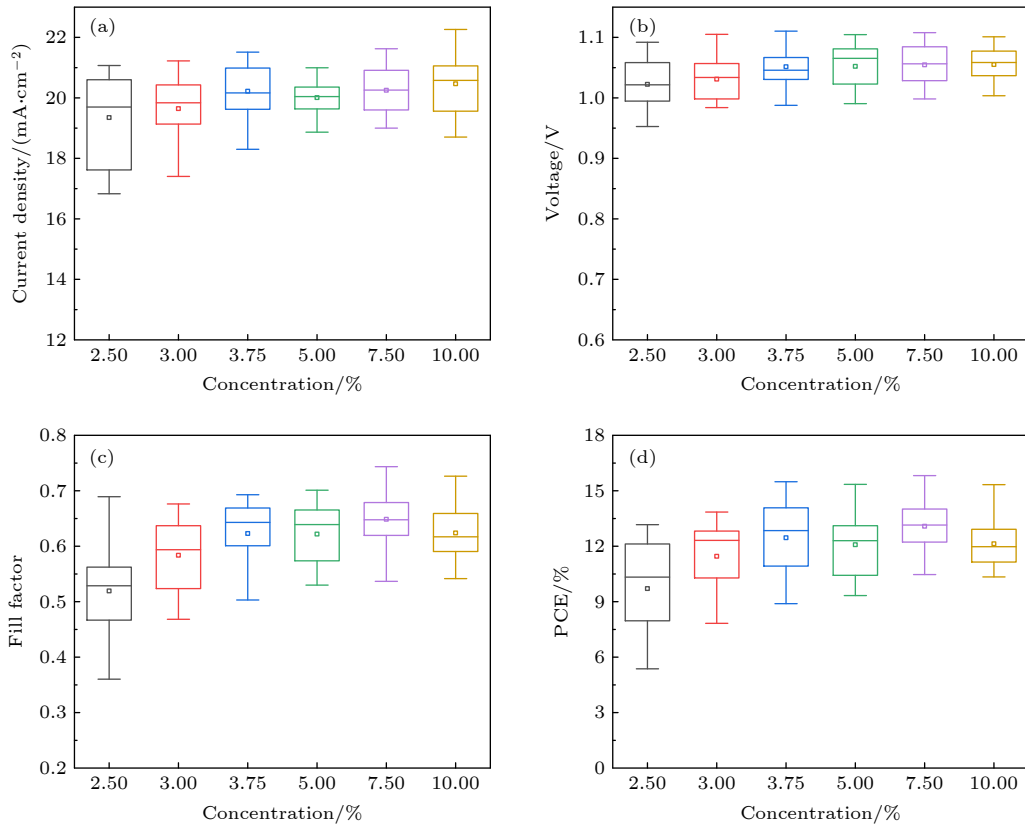 (a)
Current density/(mA·cm−2)
22
20
18
16
14
12
2.50 3.00 3.75 5.00 7.50 10.00
Concentration/%
(b)
Voltage/V
1.1
1.0
0.9
0.8
0.7
0.6
2.50 3.00 3.75 5.00 7.50 10.00
Concentration/%
(c)
Fill factor
0.8
0.7
0.6
0.5
0.4
0.3
0.2
2.50 3.00 3.75 5.00 7.50 10.00
Concentration/%
(d)
PCE/%
18
15
12
9
6
3
0
2.50 3.00 3.75 5.00 7.50 10.00
Concentration/%